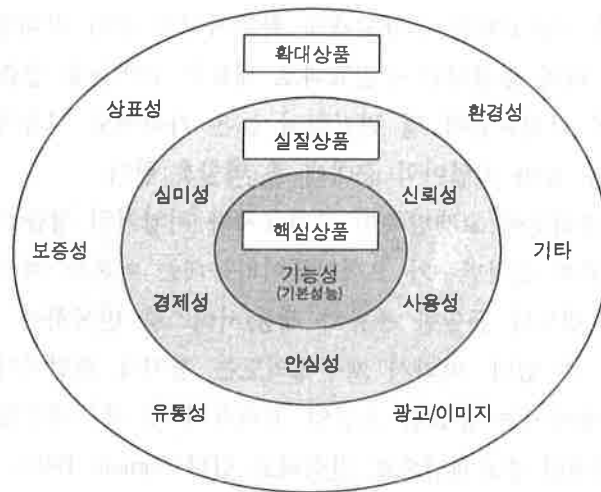 확대상품
상표성
환경성
실질상품
심미성
신뢰성
핵심상품
보증성
기타
기능성
(기본성능)
경제성
사용성
안심성
유통성
광고/이미지